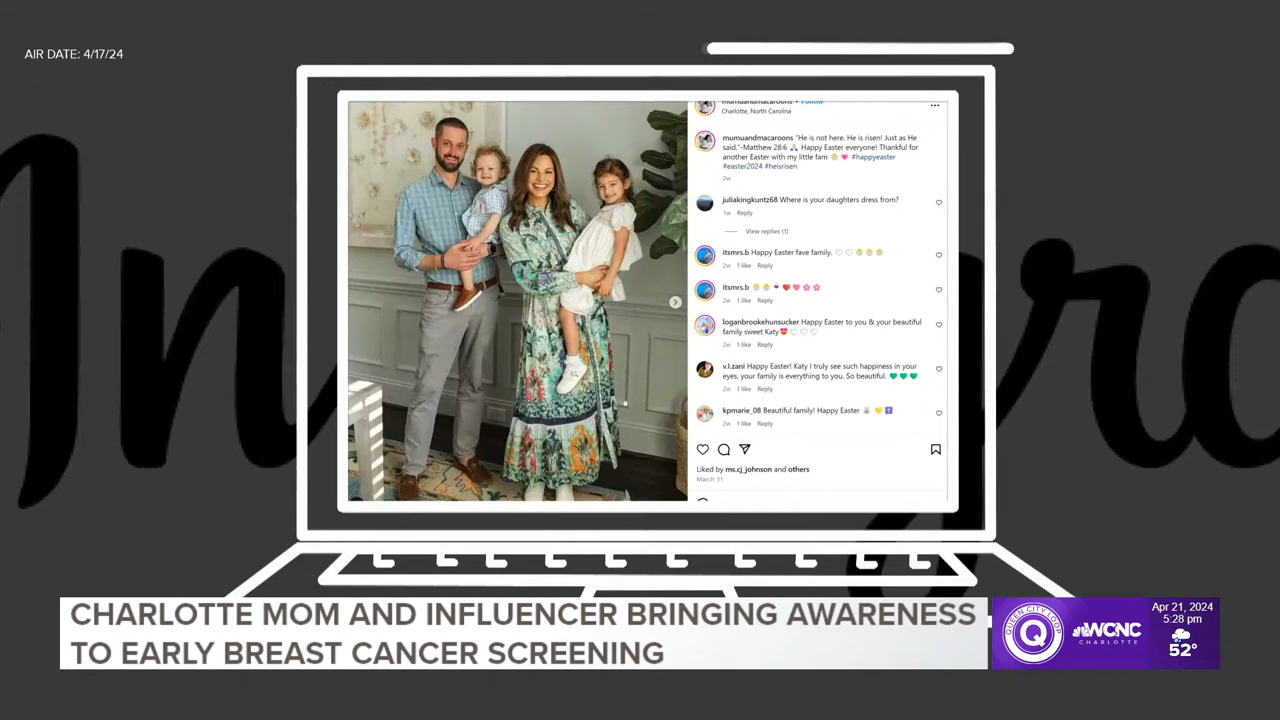 AIR DATE: 4/17/24
mumuandmacaroons • Follow
Charlotte, North Carolina
mumuandmacaroons "He is not here. He is risen! Just as He
said."-Matthew 28:6 🙏🏻 Happy Easter everyone! Thankful for
another Easter with my little fam 🐣 💗 #happyeaster
#easter2024 #heisrisen
2w
juliakingkuntz68 Where is your daughters dress from?
1w Reply
View replies (1)
itsmrs.b Happy Easter fave family. 🤍 🤍 🐣 🐣 🐣
2w 1 like Reply
itsmrs.b
2w 1 like Reply
loganbrookehunsucker Happy Easter to you & your beautiful
family sweet Katy
2w 1 like Reply
v.l.zani Happy Easter! Katy I truly see such happiness in your
eyes, your family is everything to you. So beautiful. 💚 💚 💚
2w 1 like Reply
kpmarie_08 Beautiful family! Happy Easter 🐰 💛 ✝️
2w 1 like Reply
Liked by ms.cj_johnson and others
March 31
CHARLOTTE MOM AND INFLUENCER BRINGING AWARENESS
TO EARLY BREAST CANCER SCREENING
QUEEN CITY LOOP
Q
WCNC
CHARLOTTE
Apr 21, 2024
5:28 pm
52°